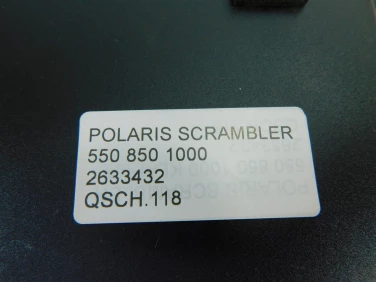 POLARIS SCRAMBLER
550 850 1000
2633432
QSCH.118